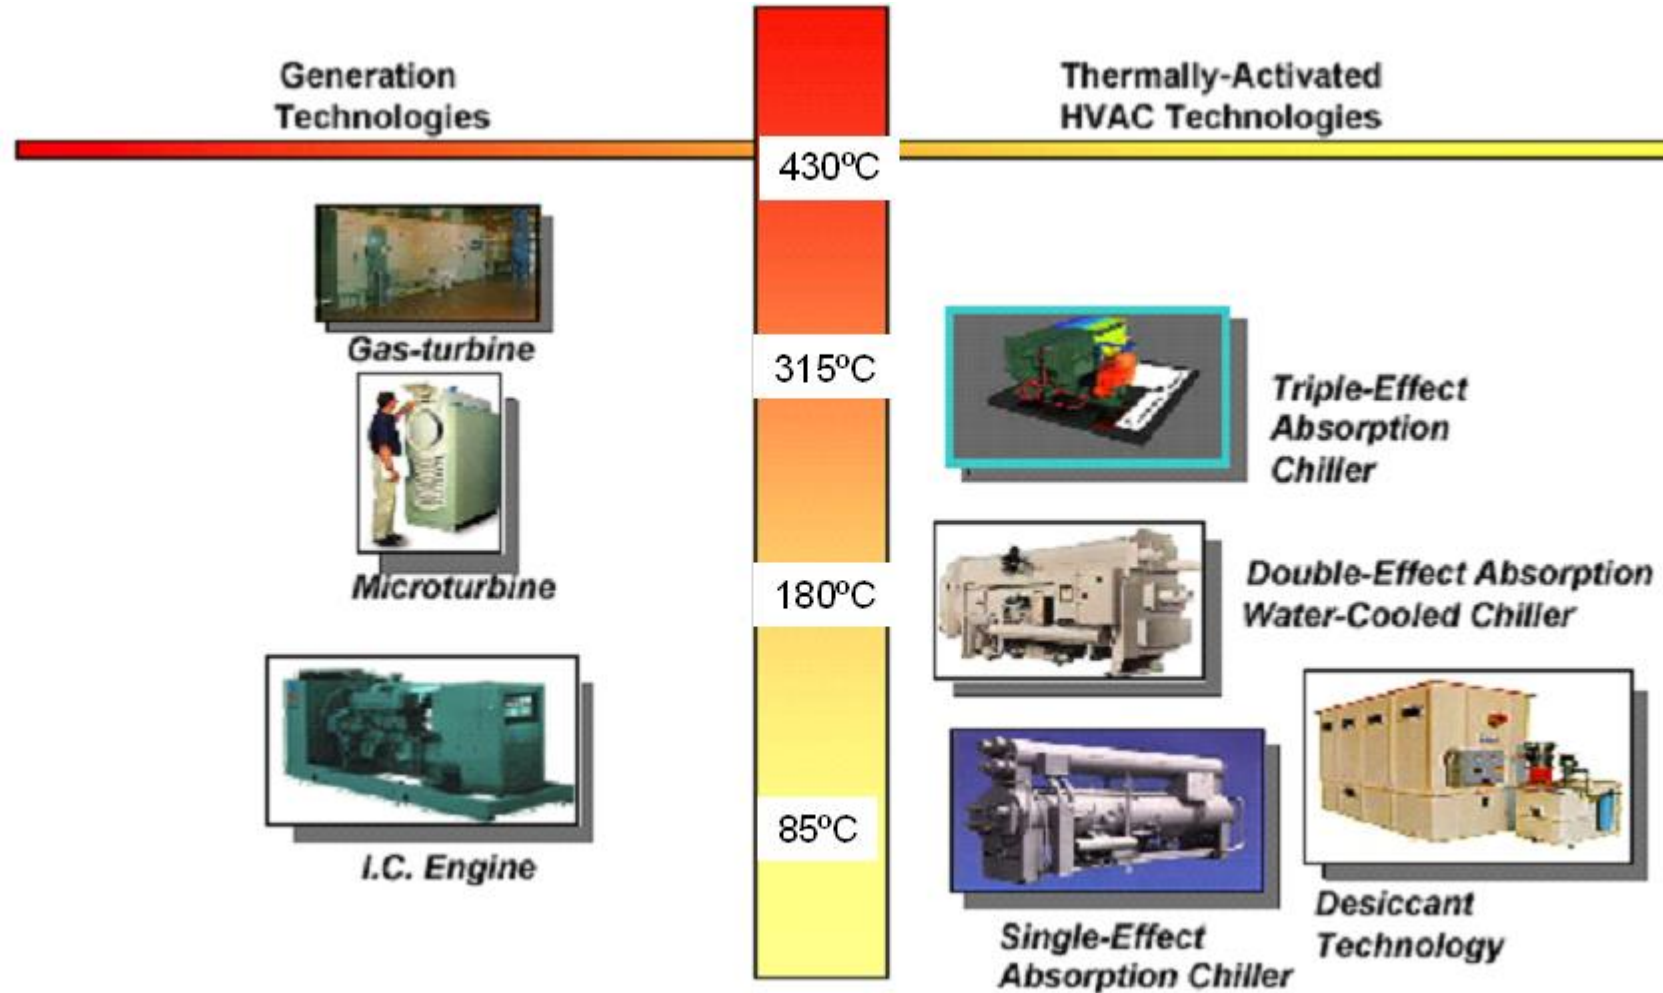 Generation
Technologies
Thermally-Activated
HVAC Technologies
430ºC
Gas-turbine
315ºC
Triple-Effect
Absorption
Chiller
Microturbine
180ºC
Double-Effect Absorption
Water-Cooled Chiller
85ºC
I.C. Engine
Single-Effect
Absorption Chiller
Desiccant
Technology